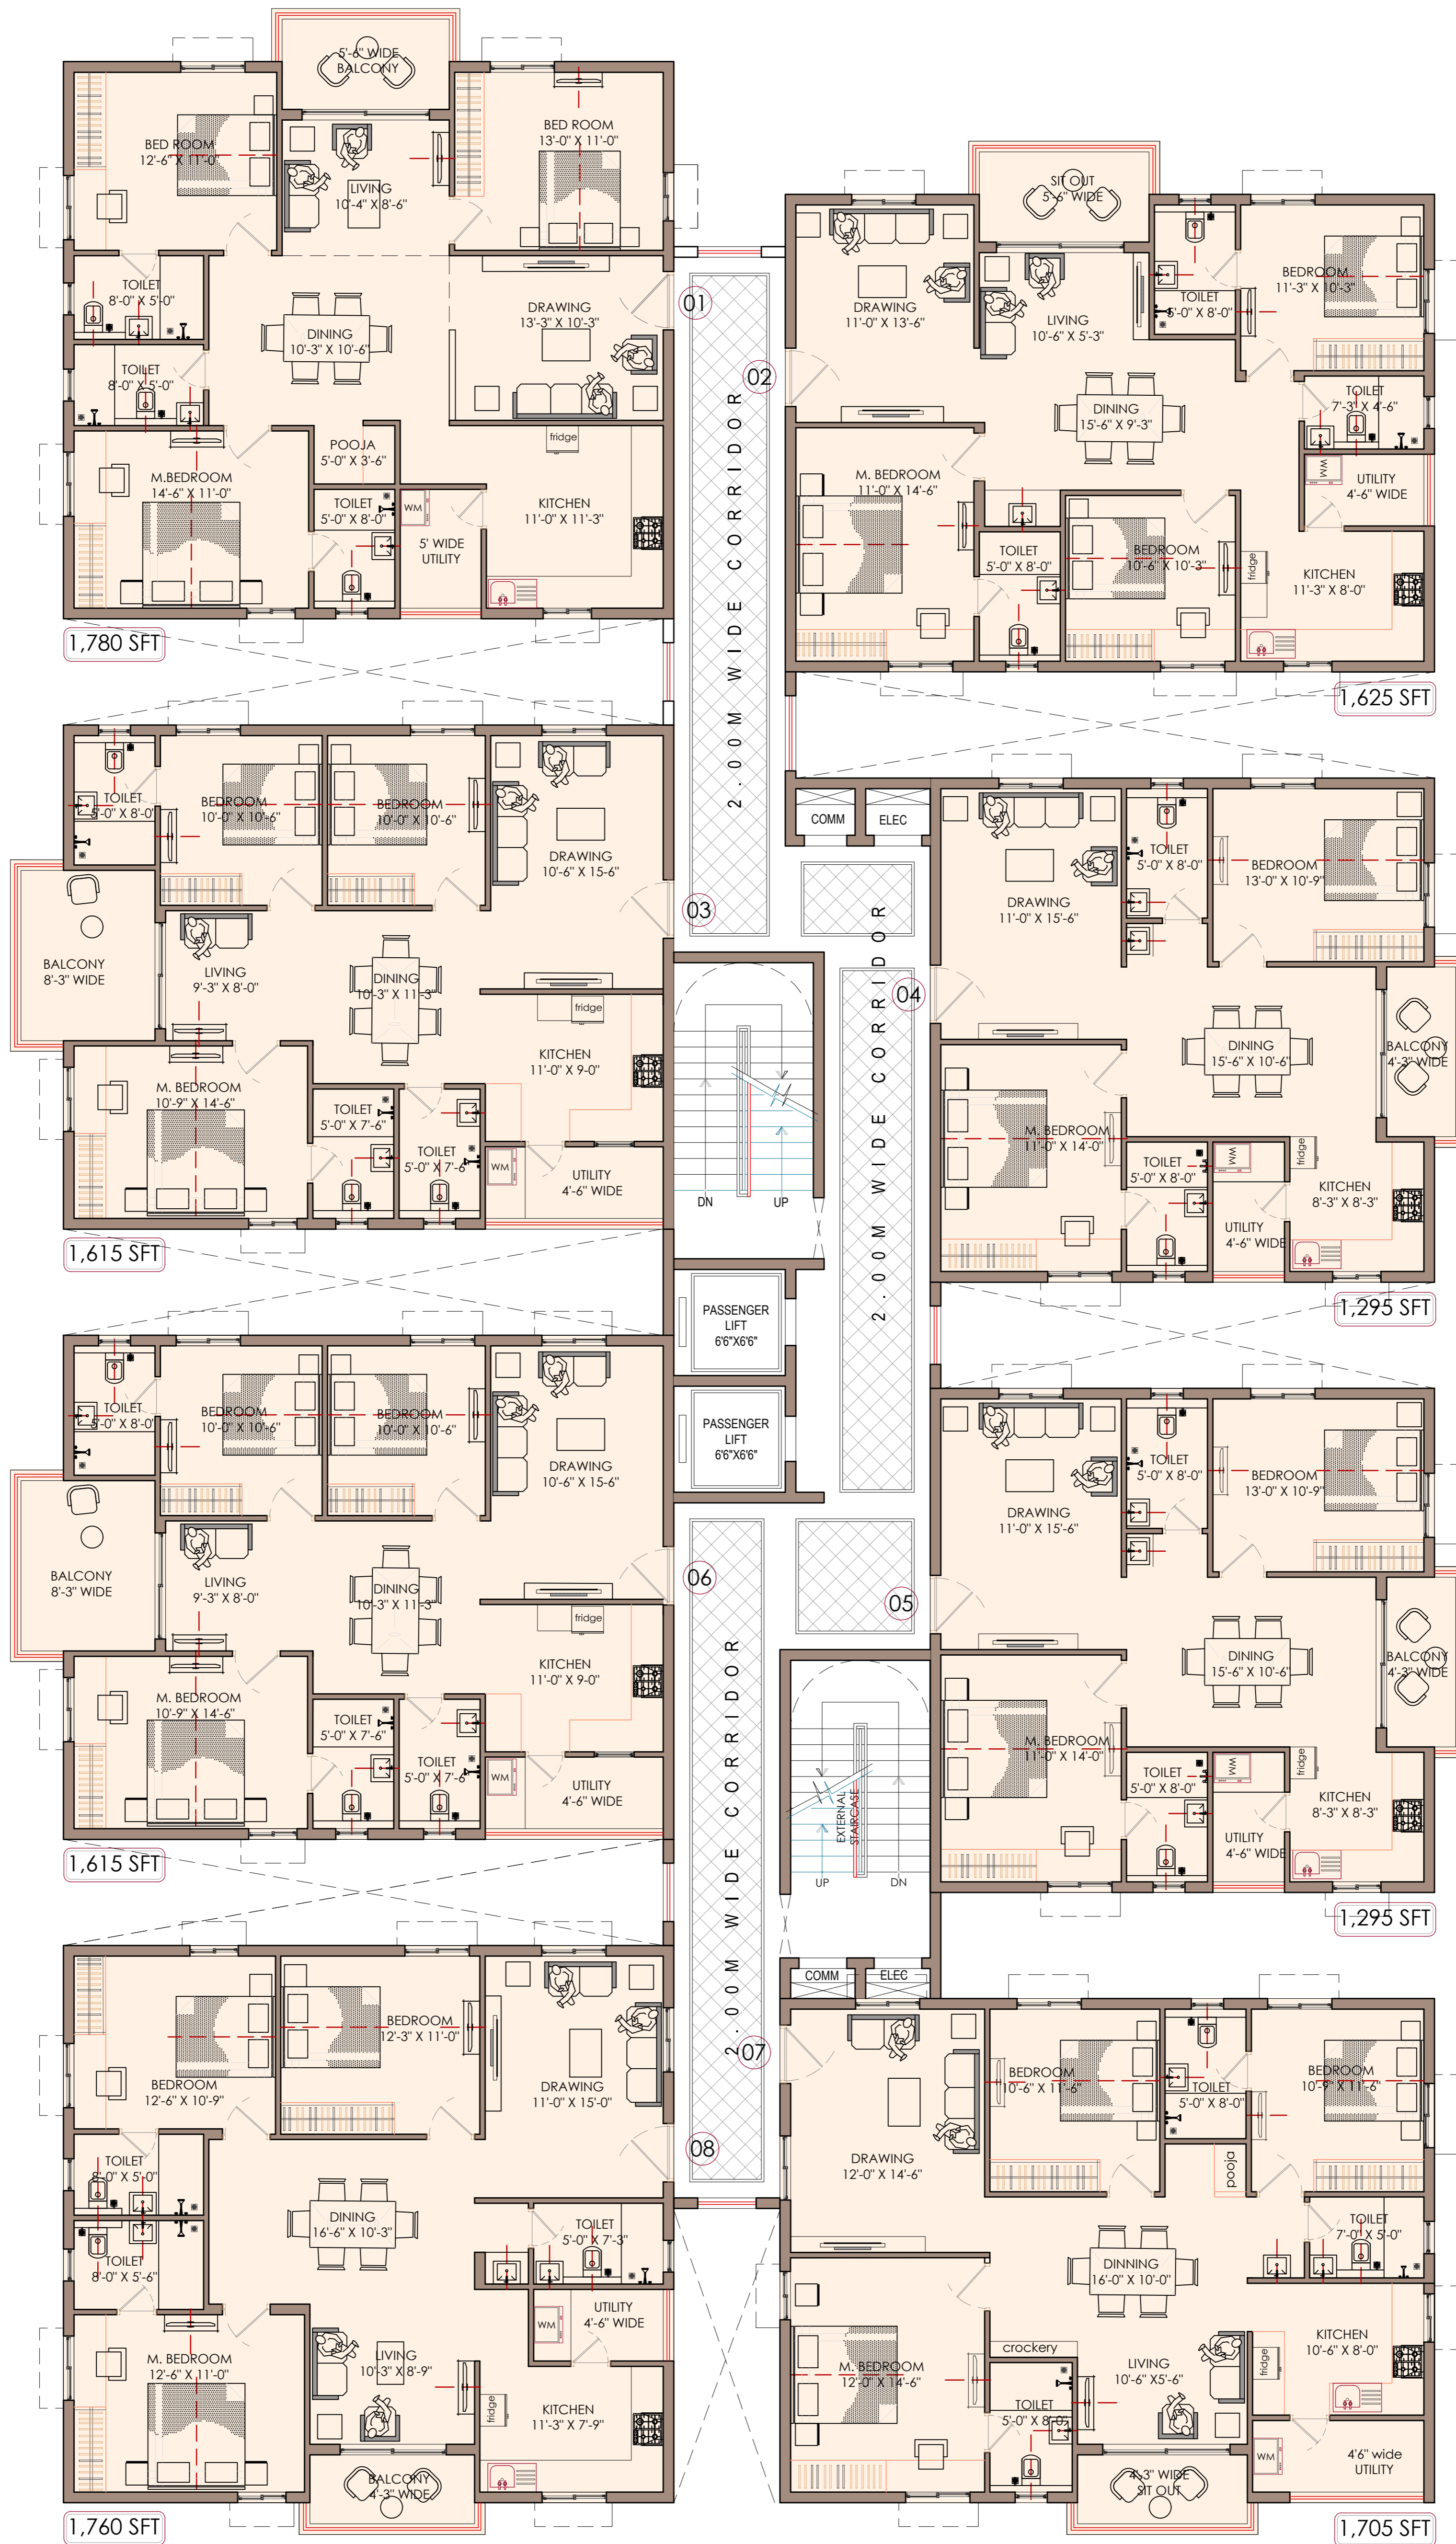 5'-6" WIDE
BALCONY
BED ROOM
12'-6" X 11'-0"
LIVING
10'-4" X 8'-6"
BED ROOM
13'-0" X 11'-0"
TOILET
8'-0" X 5'-0"
DINING
10'-3" X 10'-6"
DRAWING
13'-3" X 10'-3"
01
TOILET
8'-0" X 5'-0"
POOJA
5'-0" X 3'-6"
fridge
M.BEDROOM
14'-6" X 11'-0"
TOILET
5'-0" X 8'-0"
WM
5' WIDE
UTILITY
KITCHEN
11'-0" X 11'-3"
1,780 SFT
2.00M WIDE CORRIDOR
SIT OUT
5'-6" WIDE
DRAWING
11'-0" X 13'-6"
LIVING
10'-6" X 5'-3"
TOILET
5'-0" X 8'-0"
BEDROOM
11'-3" X 10'-3"
02
DINING
15'-6" X 9'-3"
TOILET
7'-3" X 4'-6"
M. BEDROOM
11'-0" X 14'-6"
WM
UTILITY
4'-6" WIDE
TOILET
5'-0" X 8'-0"
BEDROOM
10'-6" X 10'-3"
fridge
KITCHEN
11'-3" X 8'-0"
1,625 SFT
TOILET
5'-0" X 8'-0"
BEDROOM
10'-0" X 10'-6"
BEDROOM
10'-0" X 10'-6"
DRAWING
10'-6" X 15'-6"
03
BALCONY
8'-3" WIDE
LIVING
9'-3" X 8'-0"
DINING
10'-3" X 11'-3"
fridge
KITCHEN
11'-0" X 9'-0"
M. BEDROOM
10'-9" X 14'-6"
TOILET
5'-0" X 7'-6"
TOILET
5'-0" X 7'-6"
WM
UTILITY
4'-6" WIDE
1,615 SFT
COMM
ELEC
2.00M WIDE CORRIDOR
DN
UP
PASSENGER
LIFT
6'6"X6'6"
PASSENGER
LIFT
6'6"X6'6"
DRAWING
11'-0" X 15'-6"
TOILET
5'-0" X 8'-0"
BEDROOM
13'-0" X 10'-9"
04
DINING
15'-6" X 10'-6"
BALCONY
4'-3" WIDE
M. BEDROOM
11'-0" X 14'-0"
TOILET
5'-0" X 8'-0"
WM
fridge
UTILITY
4'-6" WIDE
KITCHEN
8'-3" X 8'-3"
1,295 SFT
TOILET
5'-0" X 8'-0"
BEDROOM
10'-0" X 10'-6"
BEDROOM
10'-0" X 10'-6"
DRAWING
10'-6" X 15'-6"
06
BALCONY
8'-3" WIDE
LIVING
9'-3" X 8'-0"
DINING
10'-3" X 11'-3"
fridge
KITCHEN
11'-0" X 9'-0"
M. BEDROOM
10'-9" X 14'-6"
TOILET
5'-0" X 7'-6"
TOILET
5'-0" X 7'-6"
WM
UTILITY
4'-6" WIDE
1,615 SFT
DRAWING
11'-0" X 15'-6"
TOILET
5'-0" X 8'-0"
BEDROOM
13'-0" X 10'-9"
05
DINING
15'-6" X 10'-6"
BALCONY
4'-3" WIDE
M. BEDROOM
11'-0" X 14'-0"
TOILET
5'-0" X 8'-0"
WM
fridge
UTILITY
4'-6" WIDE
KITCHEN
8'-3" X 8'-3"
1,295 SFT
2.00M WIDE CORRIDOR
EXTERNAL
STAIRCASE
UP
DN
COMM
ELEC
BEDROOM
12'-6" X 10'-9"
BEDROOM
12'-3" X 11'-0"
DRAWING
11'-0" X 15'-0"
08
TOILET
8'-0" X 5'-0"
DINING
16'-6" X 10'-3"
TOILET
5'-0" X 7'-3"
TOILET
8'-0" X 5'-6"
WM
UTILITY
4'-6" WIDE
M. BEDROOM
12'-6" X 11'-0"
LIVING
10'-3" X 8'-9"
fridge
KITCHEN
11'-3" X 7'-9"
BALCONY
4'-3" WIDE
1,760 SFT
07
DRAWING
12'-0" X 14'-6"
BEDROOM
10'-6" X 11'-6"
TOILET
5'-0" X 8'-0"
BEDROOM
10'-9" X 11'-6"
pooja
TOILET
7'-0" X 5'-0"
DINNING
16'-0" X 10'-0"
M. BEDROOM
12'-0" X 14'-6"
crockery
LIVING
10'-6" X5'-6"
fridge
KITCHEN
10'-6" X 8'-0"
TOILET
5'-0" X 8'-0"
4'-3" WIDE
SIT OUT
WM
4'6" wide
UTILITY
1,705 SFT